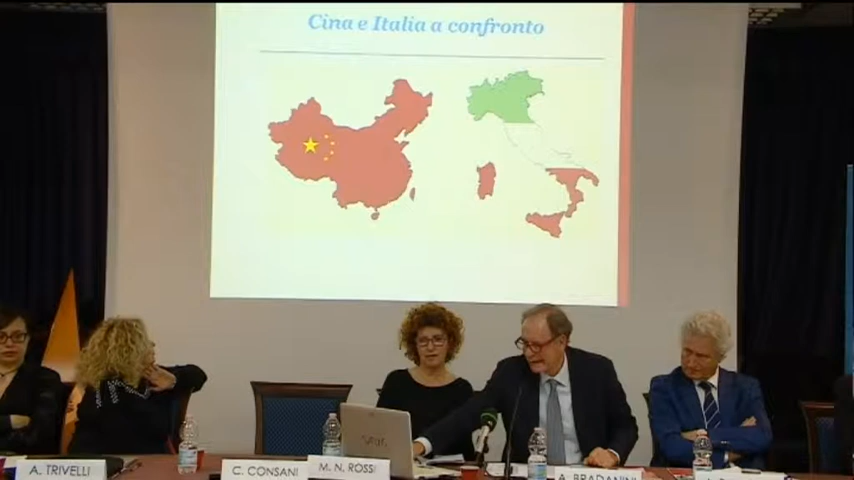 Cina e Italia a confronto
A. TRIVELLI
C. CONSANI
M. N. ROSSI
A. BRADANINI